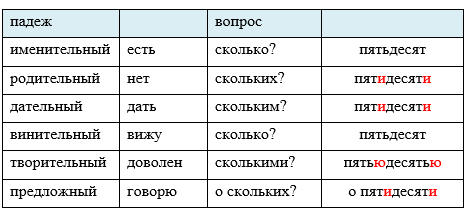 падеж вопрос
именительный есть сколько? пятьдесят
родительный нет скольких? пятидесяти
дательный дать скольким? пятидесяти
винительный вижу сколько? пятьдесят
творительный доволен сколькими? пятьюдесятью
предложный говорю о скольких? о пятидесяти